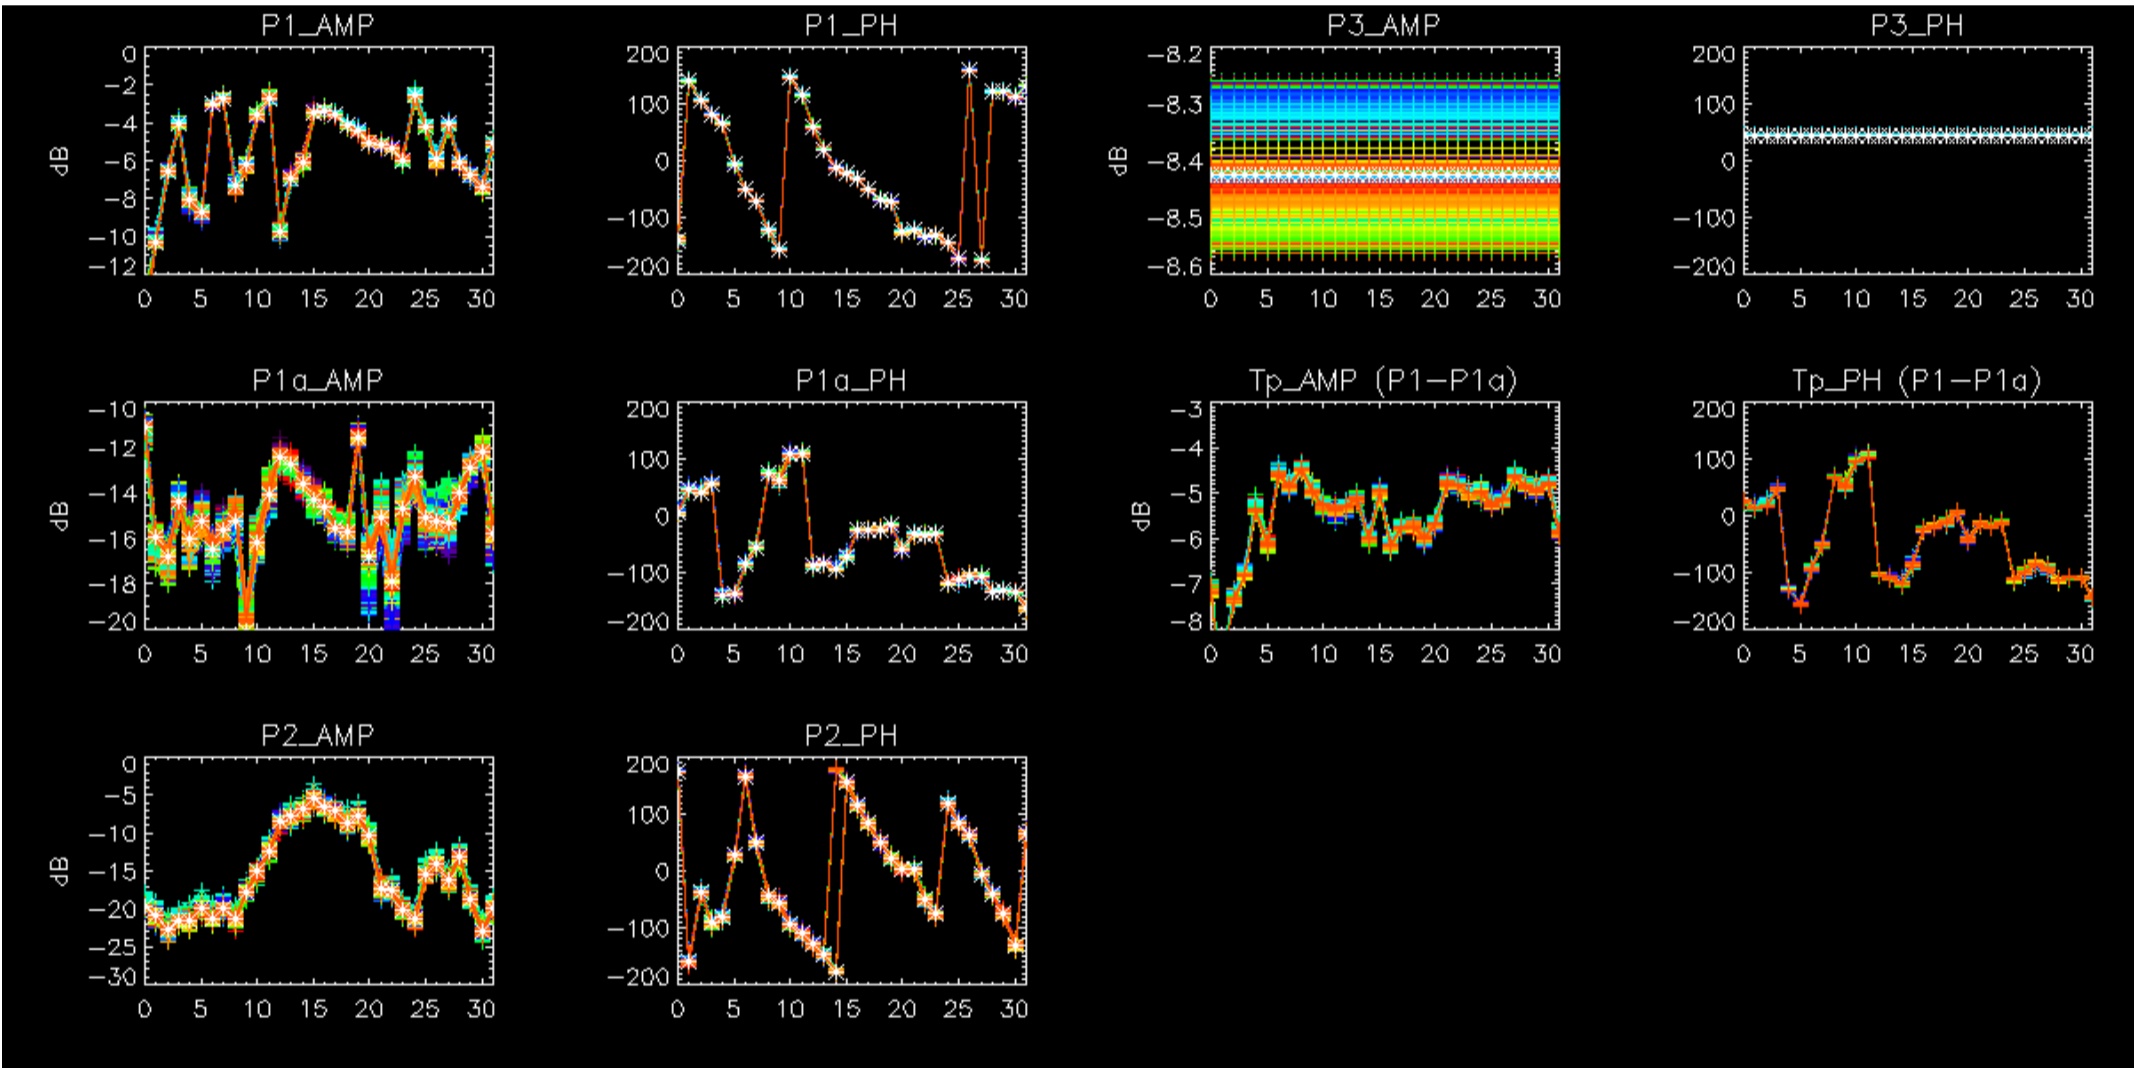 P1_AMP
P1_PH
P3_AMP
P3_PH
0
−2
−4
−6
−8
−10
−12
dB
0 5 10 15 20 25 30
200
100
0
−100
−200
0 5 10 15 20 25 30
−8.2
−8.3
−8.4
−8.5
−8.6
dB
0 5 10 15 20 25 30
200
100
0
−100
−200
0 5 10 15 20 25 30
P1a_AMP
P1a_PH
Tp_AMP (P1−P1a)
Tp_PH (P1−P1a)
−10
−12
−14
−16
−18
−20
dB
0 5 10 15 20 25 30
200
100
0
−100
−200
0 5 10 15 20 25 30
−3
−4
−5
−6
−7
−8
dB
0 5 10 15 20 25 30
200
100
0
−100
−200
0 5 10 15 20 25 30
P2_AMP
P2_PH
0
−5
−10
−15
−20
−25
−30
dB
0 5 10 15 20 25 30
200
100
0
−100
−200
0 5 10 15 20 25 30